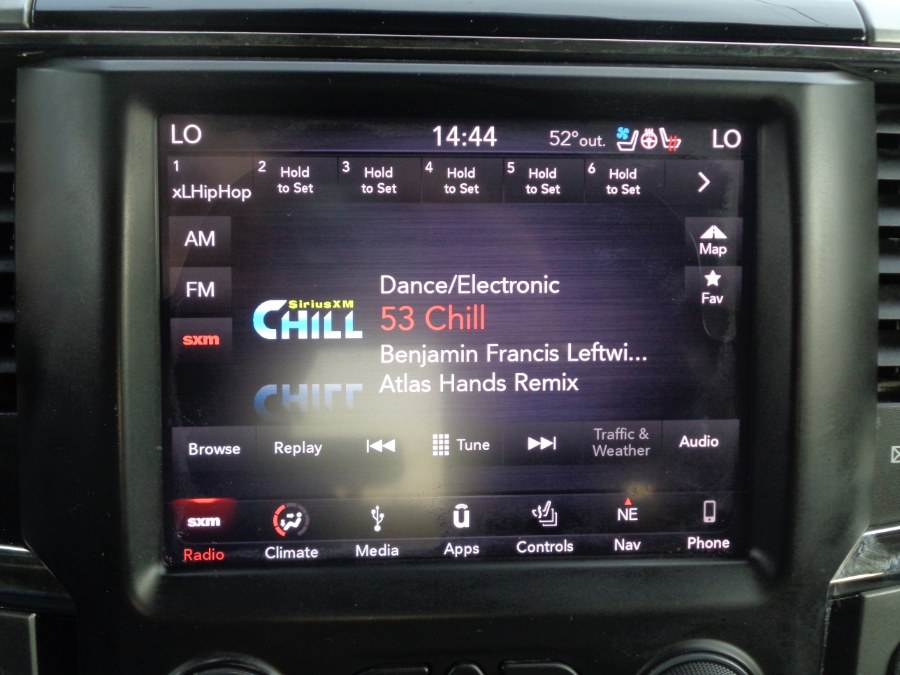 LO 14:44 52°out. LO
1 2 3 4 5 6
xLHipHop Hold to Set Hold to Set Hold to Set Hold to Set Hold to Set
AM
Map
FM
Fav
sxm
SiriusXM
CHILL
Dance/Electronic
53 Chill
Benjamin Francis Leftwi...
Atlas Hands Remix
Browse Replay Tune Traffic & Weather Audio
sxm
û
NE
Radio Climate Media Apps Controls Nav Phone